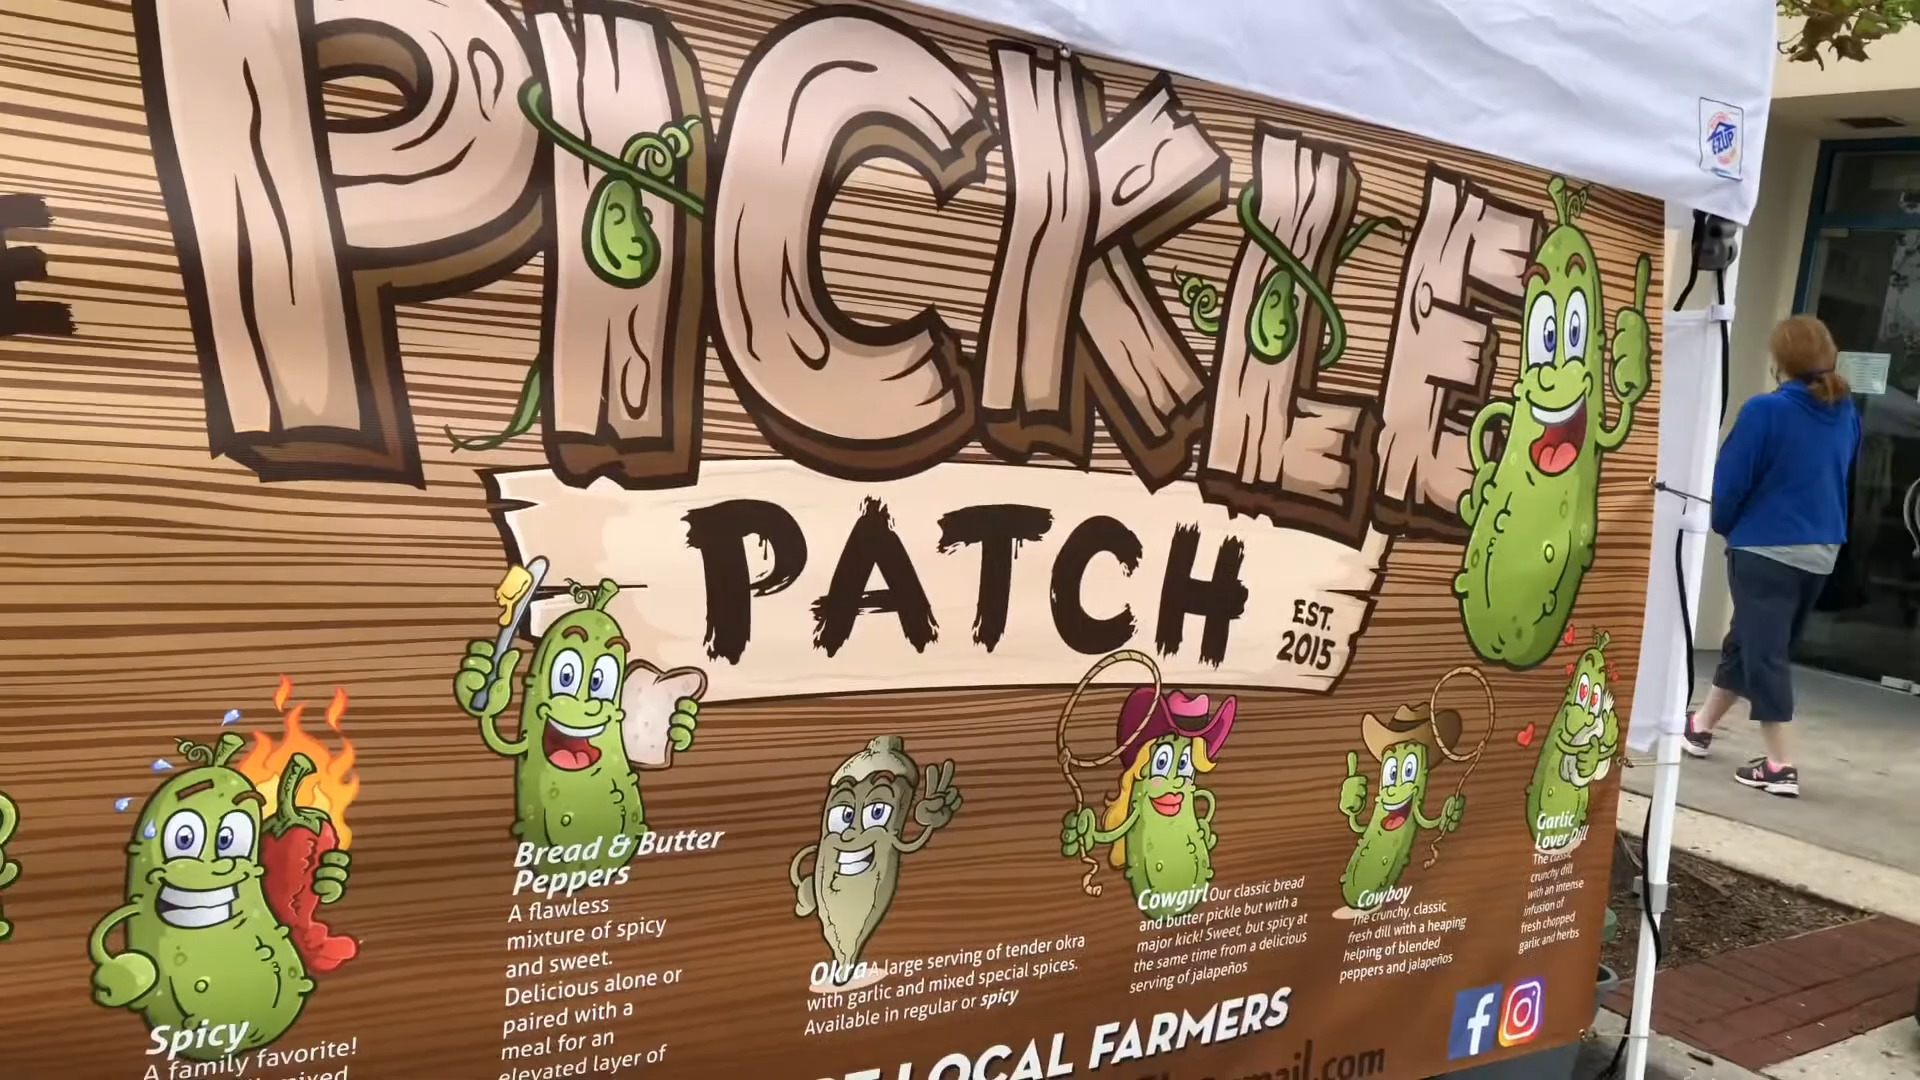 PICKLE
PATCH
EST.
2015
E-Z UP
Spicy
A family favorite!
Bread & Butter
Peppers
A flawless
mixture of spicy
and sweet.
Delicious alone or
paired with a
meal for an
elevated layer of
Okra A large serving of tender okra
with garlic and mixed special spices.
Available in regular or spicy
Cowgirl Our classic bread
and butter pickle but with a
major kick! Sweet, but spicy at
the same time from a delicious
serving of jalapeños
Cowboy
The crunchy, classic
fresh dill with a heaping
helping of blended
peppers and jalapeños
Garlic
Lover Dill
The classic
crunchy dill
with an intense
infusion of
fresh chopped
garlic and herbs
LOCAL FARMERS
f